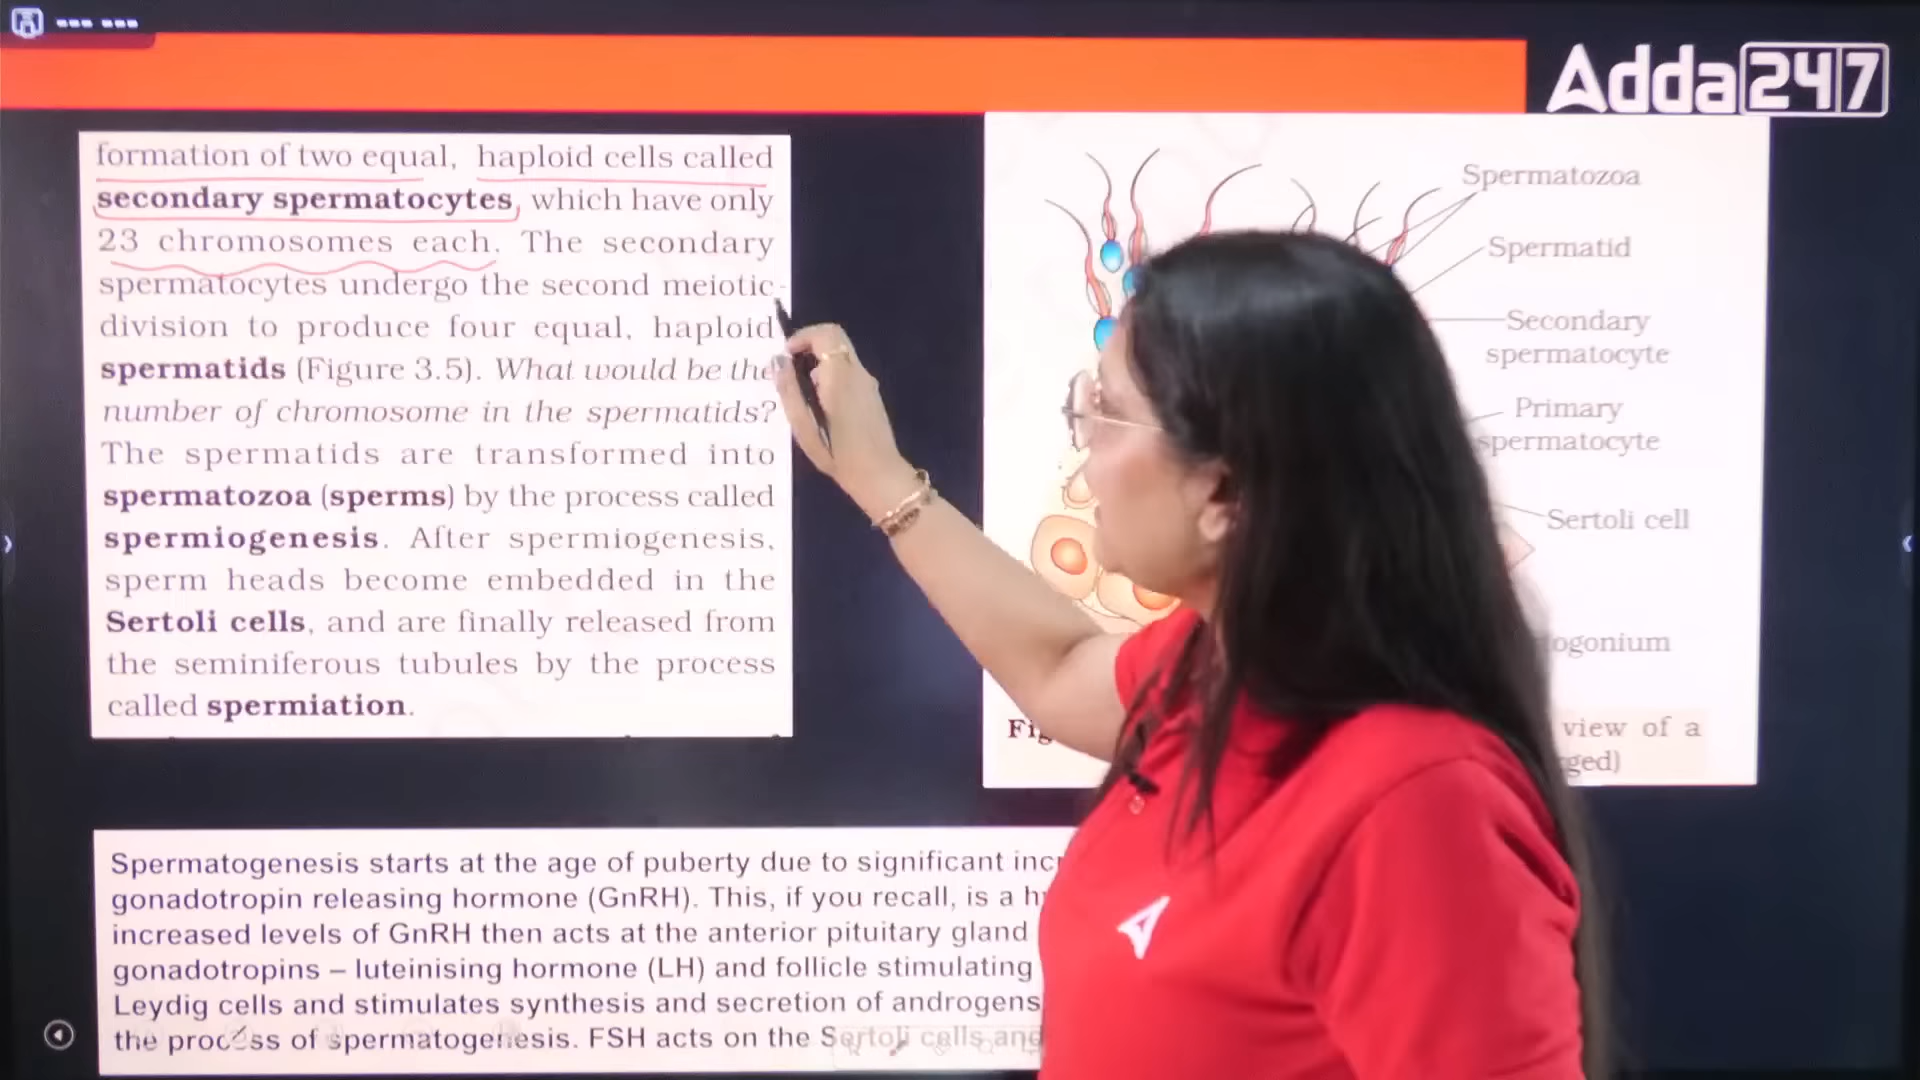 Adda247
formation of two equal, haploid cells called
secondary spermatocytes, which have only
23 chromosomes each. The secondary
spermatocytes undergo the second meiotic
division to produce four equal, haploid
spermatids (Figure 3.5). What would be the
number of chromosome in the spermatids?
The spermatids are transformed into
spermatozoa (sperms) by the process called
spermiogenesis. After spermiogenesis,
sperm heads become embedded in the
Sertoli cells, and are finally released from
the seminiferous tubules by the process
called spermiation.
Spermatozoa
Spermatid
Secondary
spermatocyte
Primary
spermatocyte
Sertoli cell
view of a
Spermatogenesis starts at the age of puberty due to significant
gonadotropin releasing hormone (GnRH). This, if you recall, is a
increased levels of GnRH then acts at the anterior pituitary gland
gonadotropins – luteinising hormone (LH) and follicle stimulating
Leydig cells and stimulates synthesis and secretion of androgens
the process of spermatogenesis. FSH acts on the Sertoli cells and